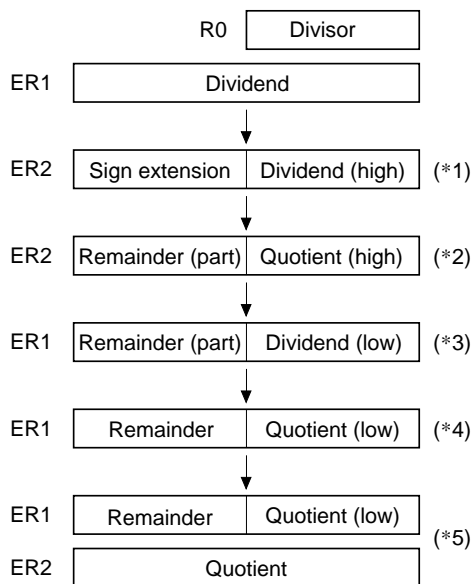 R0 Divisor
ER1 Dividend
ER2 Sign extension Dividend (high) (*1)
ER2 Remainder (part) Quotient (high) (*2)
ER1 Remainder (part) Dividend (low) (*3)
ER1 Remainder Quotient (low) (*4)
ER1 Remainder Quotient (low)
(*5)
ER2 Quotient